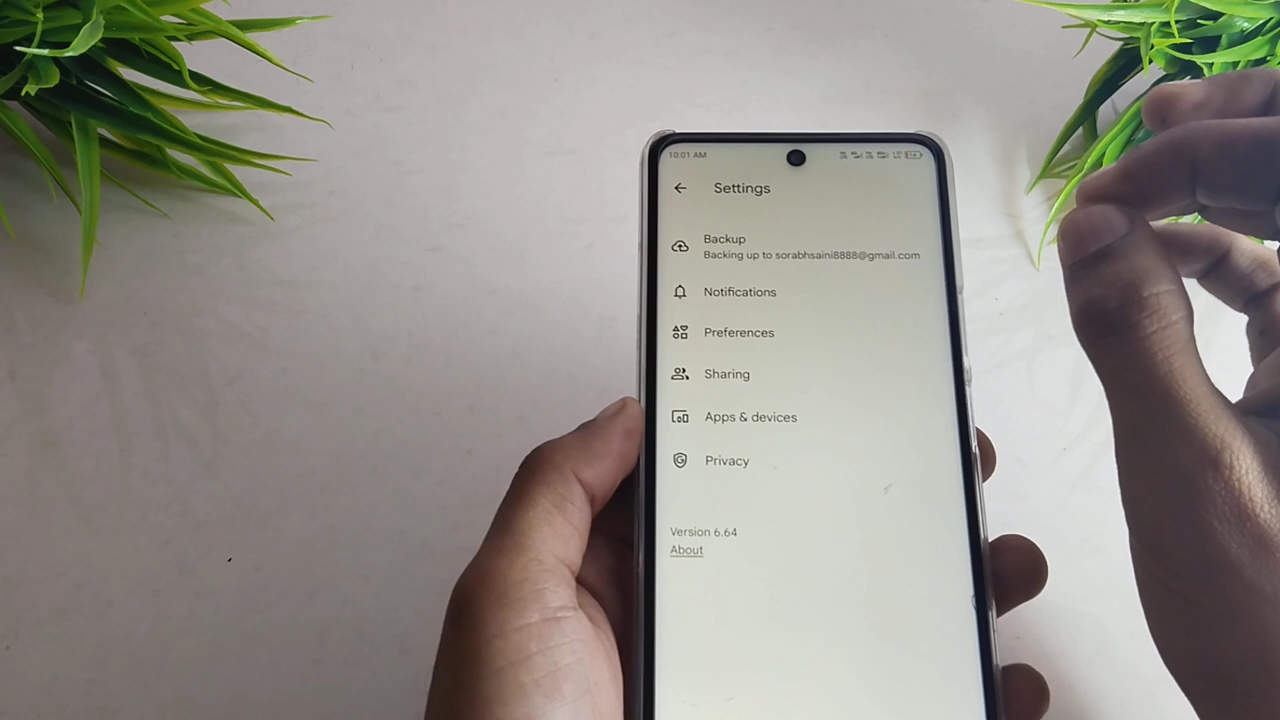 10:01 AM
Settings
Backup
Backing up to sorabhsaini8888@gmail.com
Notifications
Preferences
Sharing
Apps & devices
Privacy
Version 6.64
About